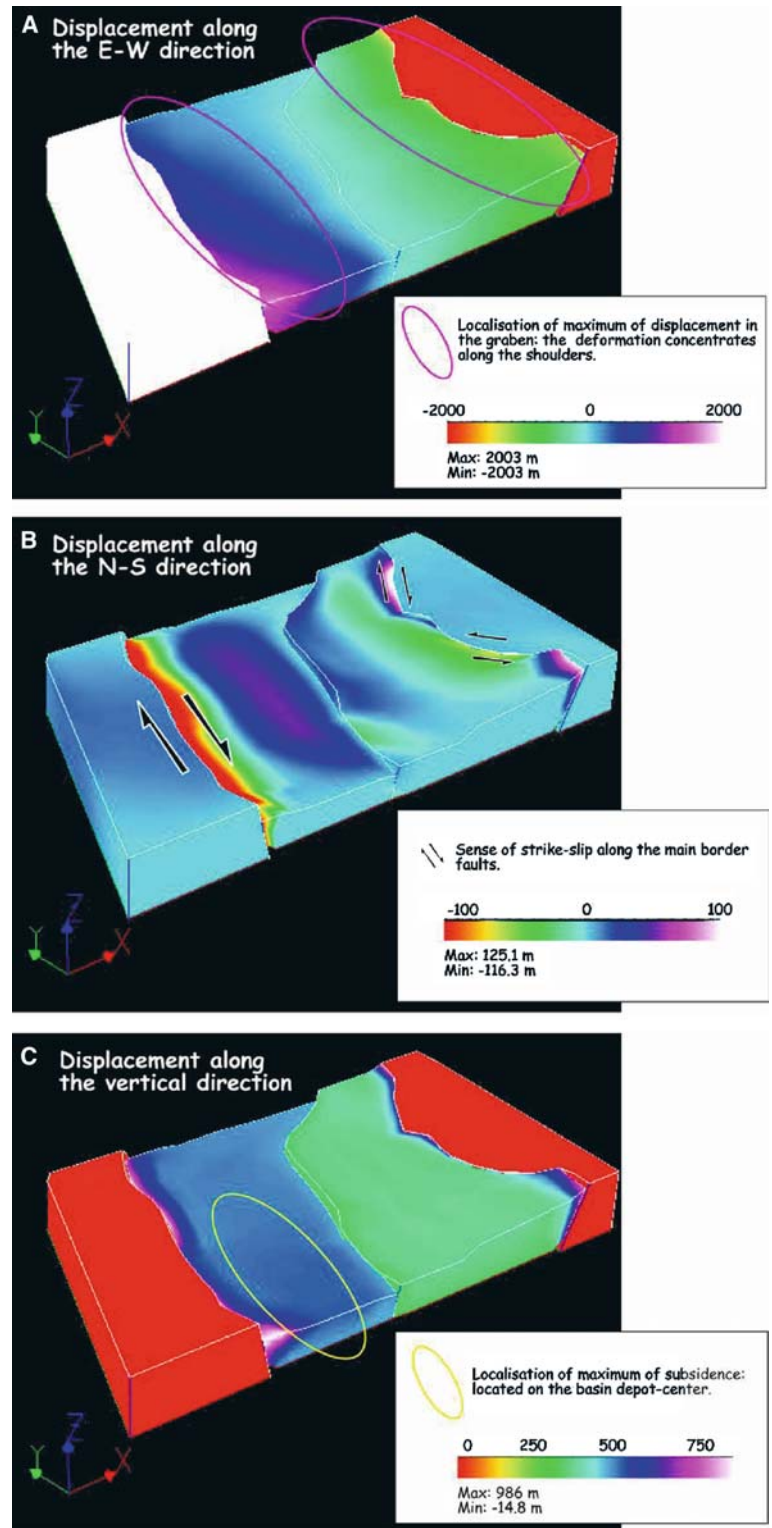 A Displacement along
the E-W direction
Localisation of maximum of displacement in
the graben: the deformation concentrates
along the shoulders.
-2000 0 2000
Max: 2003 m
Min: -2003 m
Y Z X
B Displacement along
the N-S direction
Sense of strike-slip along the main border
faults.
-100 0 100
Max: 125.1 m
Min: -116.3 m
Y Z X
C Displacement along
the vertical direction
Localisation of maximum of subsidence:
located on the basin depot-center.
0 250 500 750
Max: 986 m
Min: -14.8 m
Y Z X